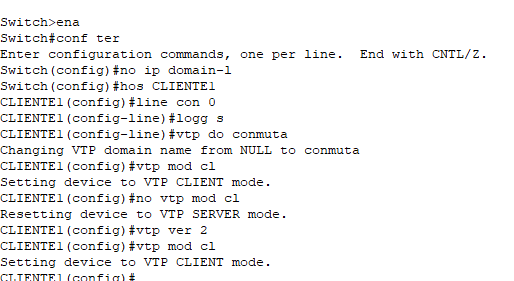 Switch>ena
Switch#conf ter
Enter configuration commands, one per line.  End with CNTL/Z.
Switch(config)#no ip domain-l
Switch(config)#hos CLIENTE1
CLIENTE1(config)#line con 0
CLIENTE1(config-line)#logg s
CLIENTE1(config-line)#vtp do conmuta
Changing VTP domain name from NULL to conmuta
CLIENTE1(config)#vtp mod cl
Setting device to VTP CLIENT mode.
CLIENTE1(config)#no vtp mod cl
Resetting device to VTP SERVER mode.
CLIENTE1(config)#vtp ver 2
CLIENTE1(config)#vtp mod cl
Setting device to VTP CLIENT mode.
CLIENTE1(config)#